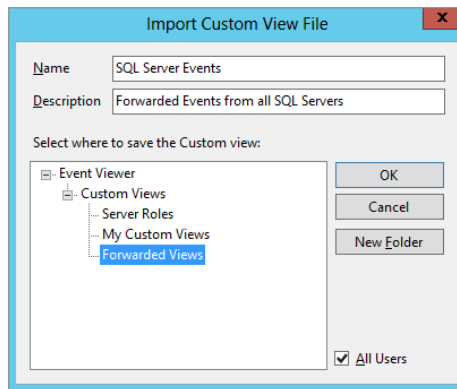 Import Custom View File
x
Name SQL Server Events
Description Forwarded Events from all SQL Servers
Select where to save the Custom view:
Event Viewer
Custom Views
Server Roles
My Custom Views
Forwarded Views
OK
Cancel
New Folder
All Users